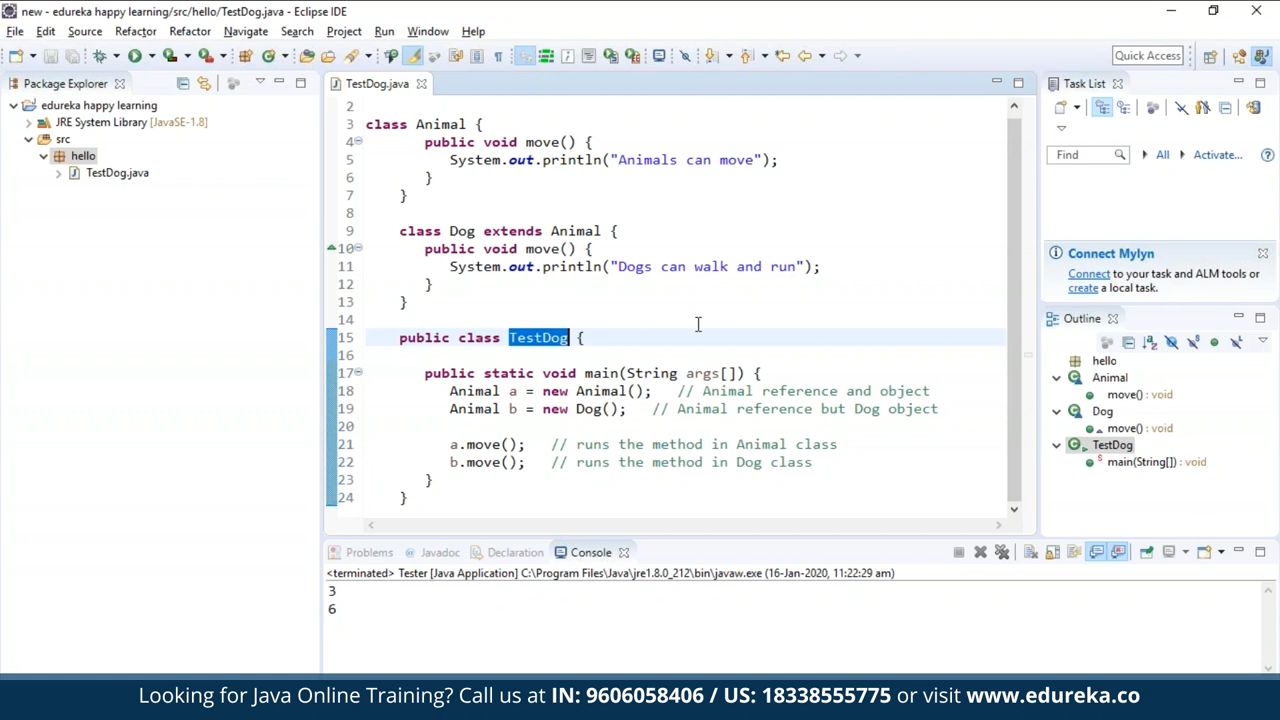 new - edureka happy learning/src/hello/TestDog.java - Eclipse IDE
File Edit Source Refactor Navigate Refactor Search Project Run Window Help
Quick Access
Package Explorer
edureka happy learning
JRE System Library [JavaSE-1.8]
src
hello
TestDog.java
TestDog.java
2
3 class Animal {
4 public void move() {
5 System.out.println("Animals can move");
6 }
7 }
8
9 class Dog extends Animal {
10 public void move() {
11 System.out.println("Dogs can walk and run");
12 }
13 }
14
15 public class TestDog {
16
17 public static void main(String args[]) {
18 Animal a = new Animal(); // Animal reference and object
19 Animal b = new Dog(); // Animal reference but Dog object
20
21 a.move(); // runs the method in Animal class
22 b.move(); // runs the method in Dog class
23 }
24 }
Task List
Find All Activate...
Connect Mylyn
Connect to your task and ALM tools or
create a local task.
Outline
hello
Animal
move() : void
Dog
move() : void
TestDog
main(String[]) : void
Problems Javadoc Declaration Console
<terminated> Tester [Java Application] C:\Program Files\Java\jre1.8.0_212\bin\javaw.exe (16-Jan-2020, 11:22:29 am)
3
6
Looking for Java Online Training? Call us at IN: 9606058406 / US: 18338555775 or visit www.edureka.co